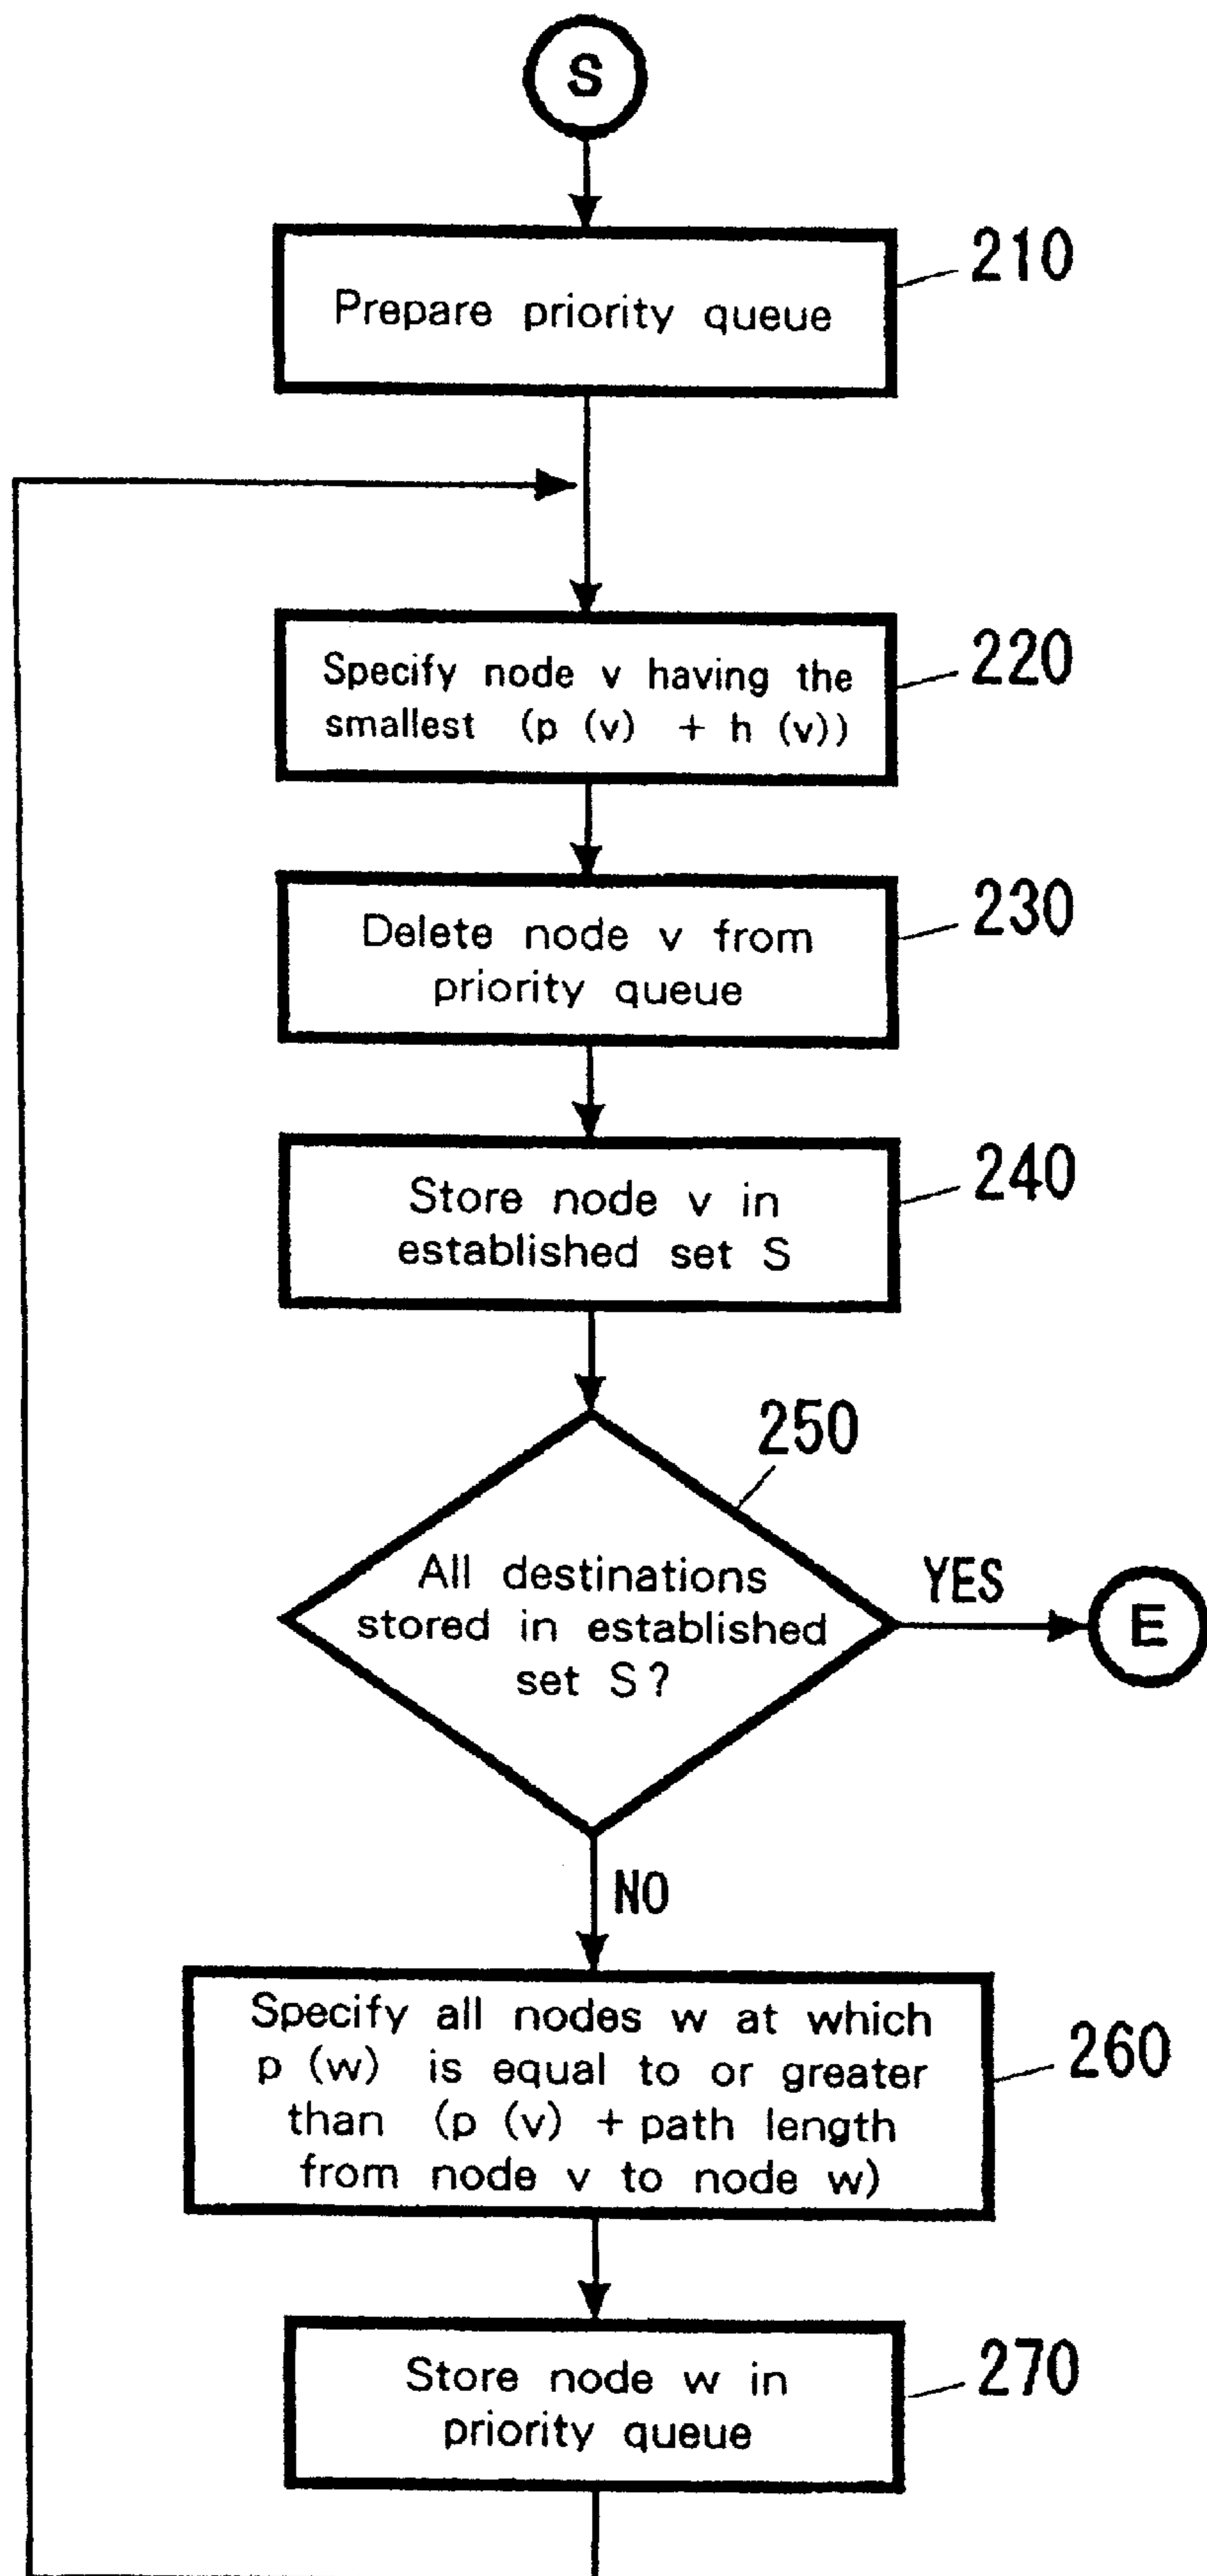 S
210
Prepare priority queue
220
Specify node v having the
smallest (p (v) + h (v))
230
Delete node v from
priority queue
240
Store node v in
established set S
250
All destinations
stored in established
set S?
YES
E
NO
260
Specify all nodes w at which
p (w) is equal to or greater
than (p (v) + path length
from node v to node w)
270
Store node w in
priority queue